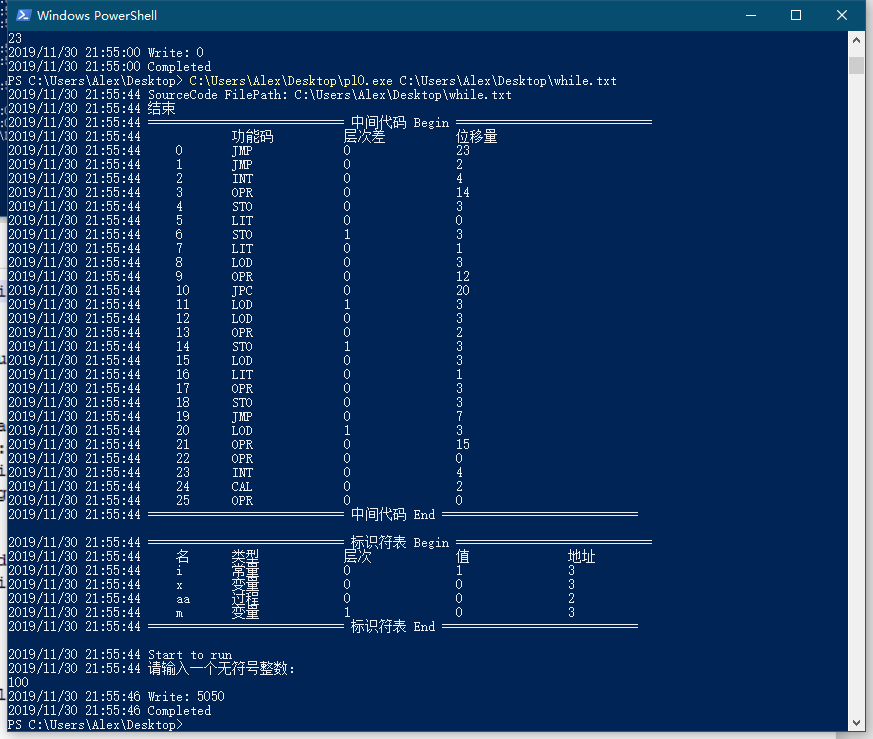 Windows PowerShell
23
2019/11/30 21:55:00 Write: 0
2019/11/30 21:55:00 Completed
PS C:\Users\Alex\Desktop> C:\Users\Alex\Desktop\pl0.exe C:\Users\Alex\Desktop\while.txt
2019/11/30 21:55:44 SourceCode FilePath: C:\Users\Alex\Desktop\while.txt
2019/11/30 21:55:44 结束
2019/11/30 21:55:44 ============================ 中间代码 Begin ============================
2019/11/30 21:55:44 功能码 层次差 位移量
2019/11/30 21:55:44 0 JMP 0 23
2019/11/30 21:55:44 1 JMP 0 2
2019/11/30 21:55:44 2 INT 0 4
2019/11/30 21:55:44 3 OPR 0 14
2019/11/30 21:55:44 4 STO 0 3
2019/11/30 21:55:44 5 LIT 0 0
2019/11/30 21:55:44 6 STO 1 3
2019/11/30 21:55:44 7 LIT 0 1
2019/11/30 21:55:44 8 LOD 0 3
2019/11/30 21:55:44 9 OPR 0 12
2019/11/30 21:55:44 10 JPC 0 20
2019/11/30 21:55:44 11 LOD 1 3
2019/11/30 21:55:44 12 LOD 0 3
2019/11/30 21:55:44 13 OPR 0 2
2019/11/30 21:55:44 14 STO 1 3
2019/11/30 21:55:44 15 LOD 0 3
2019/11/30 21:55:44 16 LIT 0 1
2019/11/30 21:55:44 17 OPR 0 3
2019/11/30 21:55:44 18 STO 0 3
2019/11/30 21:55:44 19 JMP 0 7
2019/11/30 21:55:44 20 LOD 1 3
2019/11/30 21:55:44 21 OPR 0 15
2019/11/30 21:55:44 22 OPR 0 0
2019/11/30 21:55:44 23 INT 0 4
2019/11/30 21:55:44 24 CAL 0 2
2019/11/30 21:55:44 25 OPR 0 0
2019/11/30 21:55:44 ============================ 中间代码 End ============================
2019/11/30 21:55:44 ============================ 标识符表 Begin ============================
2019/11/30 21:55:44 名 类型 层次 值 地址
2019/11/30 21:55:44 i 常量 0 1 3
2019/11/30 21:55:44 x 变量 0 0 3
2019/11/30 21:55:44 aa 过程 0 0 2
2019/11/30 21:55:44 m 变量 1 0 3
2019/11/30 21:55:44 ============================ 标识符表 End ============================
2019/11/30 21:55:44 Start to run
2019/11/30 21:55:44 请输入一个无符号整数:
100
2019/11/30 21:55:46 Write: 5050
2019/11/30 21:55:46 Completed
PS C:\Users\Alex\Desktop>